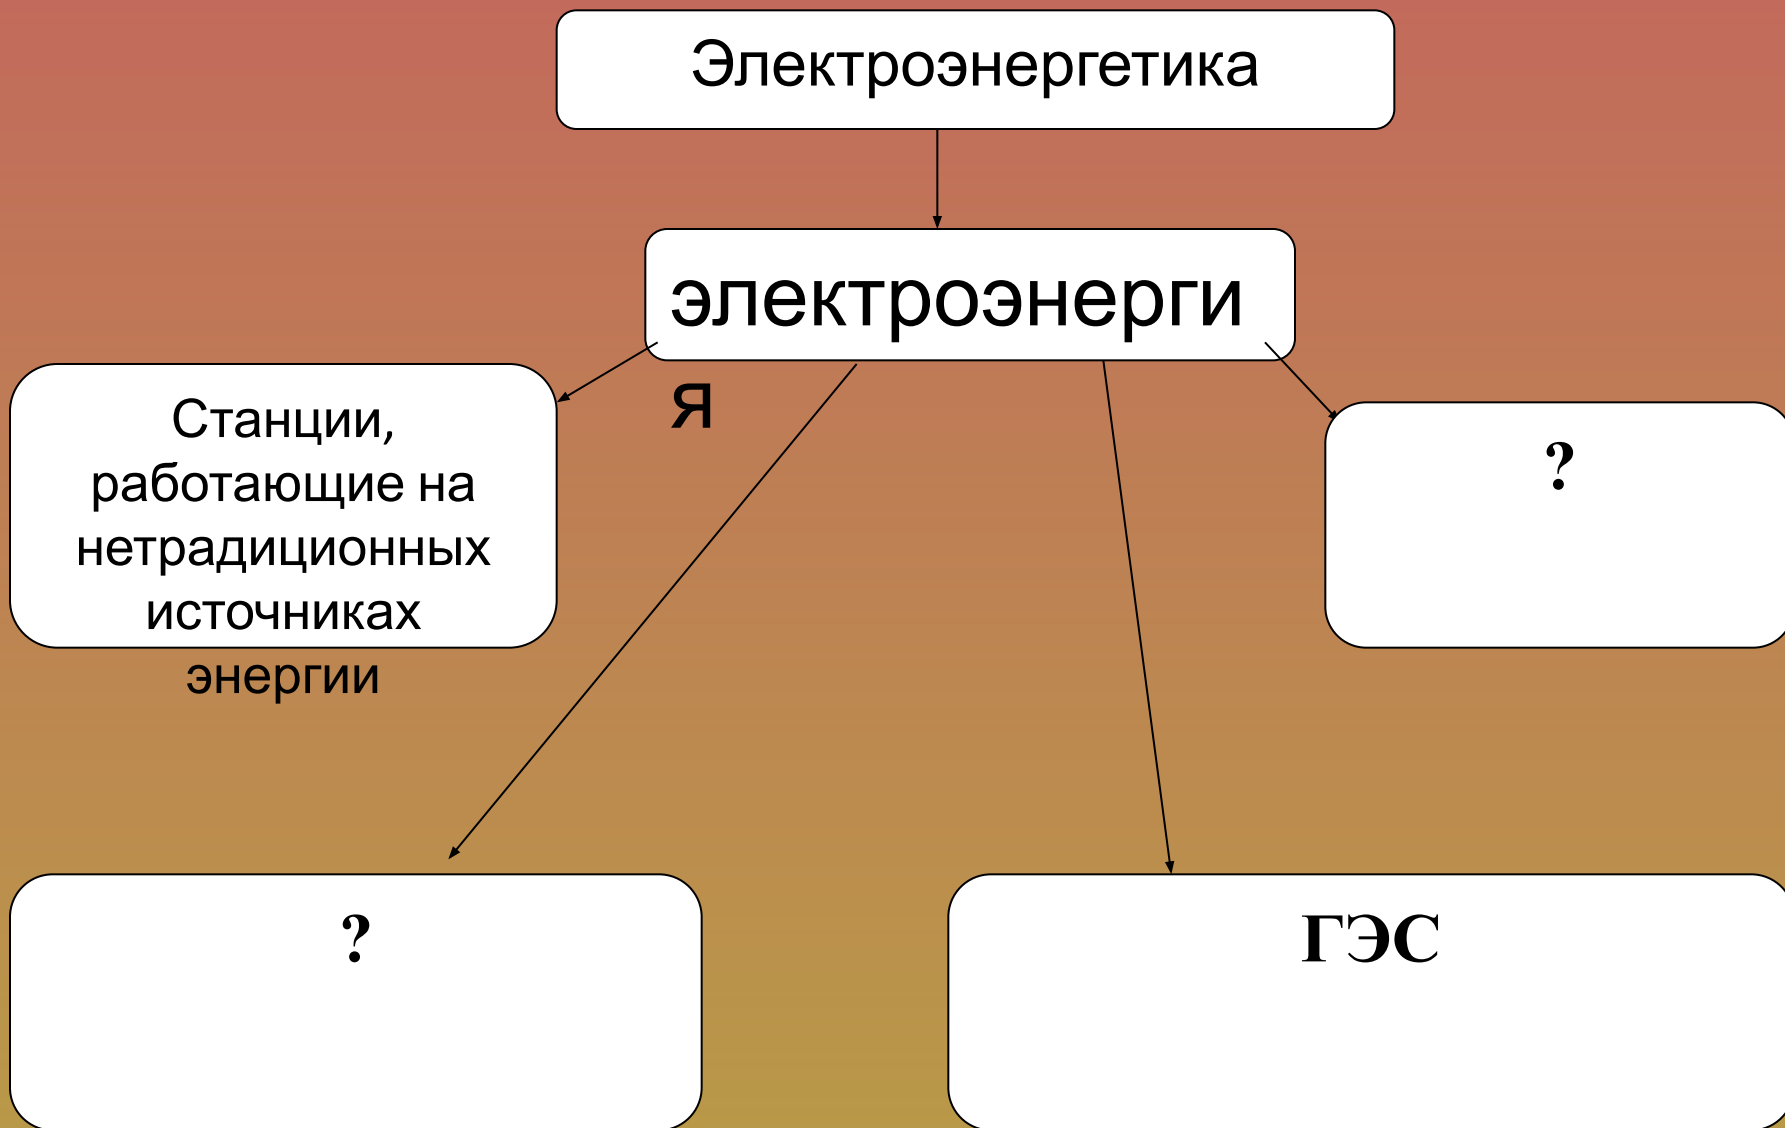 Электроэнергетика
электроэнерги
я
Станции,
работающие на
нетрадиционных
источниках
энергии
?
?
ГЭС